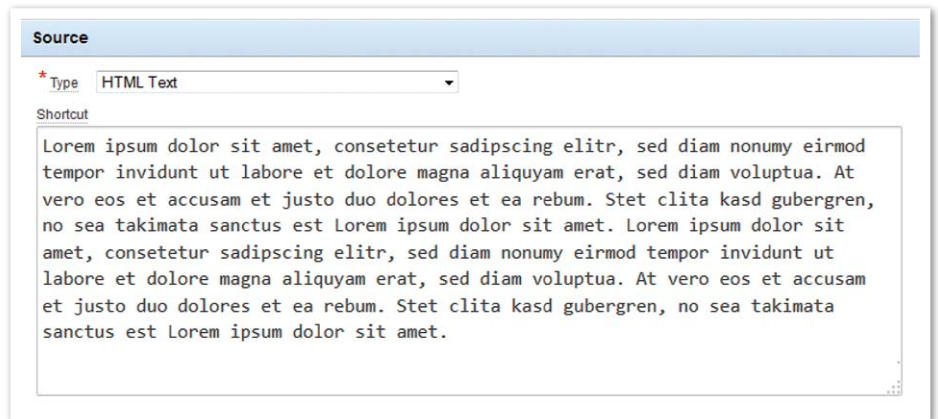 Source
* Type HTML Text
Shortcut
Lorem ipsum dolor sit amet, consetetur sadipscing elitr, sed diam nonumy eirmod
tempor invidunt ut labore et dolore magna aliquyam erat, sed diam voluptua. At
vero eos et accusam et justo duo dolores et ea rebum. Stet clita kasd gubergren,
no sea takimata sanctus est Lorem ipsum dolor sit amet. Lorem ipsum dolor sit
amet, consetetur sadipscing elitr, sed diam nonumy eirmod tempor invidunt ut
labore et dolore magna aliquyam erat, sed diam voluptua. At vero eos et accusam
et justo duo dolores et ea rebum. Stet clita kasd gubergren, no sea takimata
sanctus est Lorem ipsum dolor sit amet.